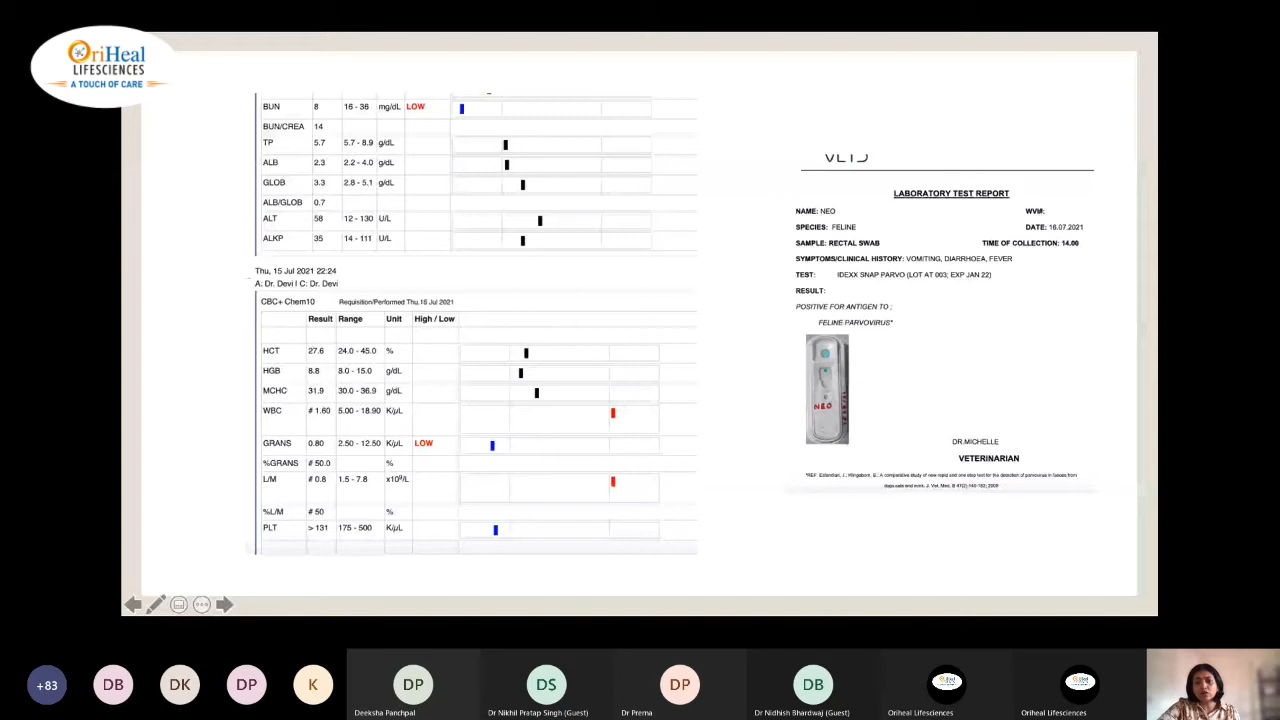 OriHeal
LIFESCIENCES
A TOUCH OF CARE
BUN 8 16 - 36 mg/dL LOW
BUN/CREA 14
TP 5.7 5.7 - 8.9 g/dL
ALB 2.3 2.2 - 4.0 g/dL
GLOB 3.3 2.8 - 5.1 g/dL
ALB/GLOB 0.7
ALT 58 12 - 130 U/L
ALKP 35 14 - 111 U/L
Thu, 15 Jul 2021 22:24
A: Dr. Devi I C: Dr. Devi
CBC+ Chem10 Requisition/Performed Thu,15 Jul 2021
Result Range Unit High / Low
HCT 27.6 24.0 - 45.0 %
HGB 8.8 8.0 - 15.0 g/dL
MCHC 31.9 30.0 - 36.9 g/dL
WBC # 1.60 5.00 - 18.90 K/µL
GRANS 0.80 2.50 - 12.50 K/µL LOW
%GRANS # 50.0 %
L/M # 0.8 1.5 - 7.8 x10⁹/L
%L/M # 50 %
PLT > 131 175 - 500 K/µL
VETS
LABORATORY TEST REPORT
NAME: NEO WVI#:
SPECIES: FELINE DATE: 16.07.2021
SAMPLE: RECTAL SWAB TIME OF COLLECTION: 14.00
SYMPTOMS/CLINICAL HISTORY: VOMITING, DIARRHOEA, FEVER
TEST: IDEXX SNAP PARVO (LOT AT 003; EXP JAN 22)
RESULT:
POSITIVE FOR ANTIGEN TO ;
FELINE PARVOVIRUS*
NEO
DR.MICHELLE
VETERINARIAN
+83
DB
DK
DP
K
DP
DS
DP
DB
Deeksha Panchpal
Dr Nikhil Pratap Singh (Guest)
Dr Prerna
Dr Nidhish Bhardwaj (Guest)
Oriheal Lifesciences
Oriheal Lifesciences